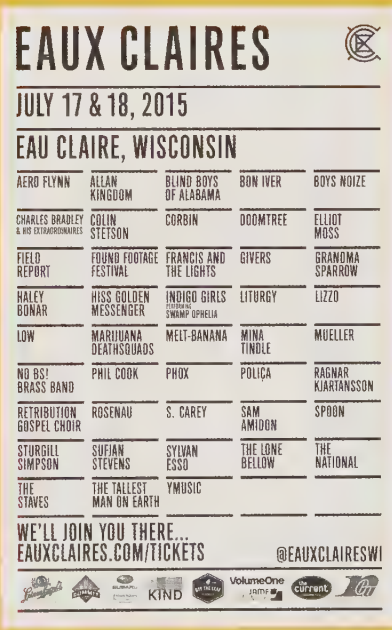 EAUX CLAIRES
JULY 17 & 18, 2015
EAU CLAIRE, WISCONSIN
AERO FLYNN
ALLAN
KINGDOM
BLIND BOYS
OF ALABAMA
BON IVER
BOYS NOIZE
CHARLES BRADLEY
& HIS EXTRAORDINAIRES
COLIN
STETSON
CORBIN
DOOMTREE
ELLIOT
MOSS
FIELD
REPORT
FOUND FOOTAGE
FESTIVAL
FRANCIS AND
THE LIGHTS
GIVERS
GRANDMA
SPARROW
HALEY
BONAR
HISS GOLDEN
MESSENGER
INDIGO GIRLS
PERFORMING
SWAMP OPHELIA
LITURGY
LIZZO
LOW
MARIJUANA
DEATHSQUADS
MELT-BANANA
MINA
TINDLE
MUELLER
NO BS!
BRASS BAND
PHIL COOK
PHOX
POLIÇA
RAGNAR
KJARTANSSON
RETRIBUTION
GOSPEL CHOIR
ROSENAU
S. CAREY
SAM
AMIDON
SPOON
STURGILL
SIMPSON
SUFJAN
STEVENS
SYLVAN
ESSO
THE LONE
BELLOW
THE
NATIONAL
THE
STAVES
THE TALLEST
MAN ON EARTH
YMUSIC
WE'LL JOIN YOU THERE...
EAUXCLAIRES.COM/TICKETS
@EAUXCLAIRESWI
Leinenkugel's
SUMMIT
SUBARU
KIND
VolumeOne
JAMF
the
current